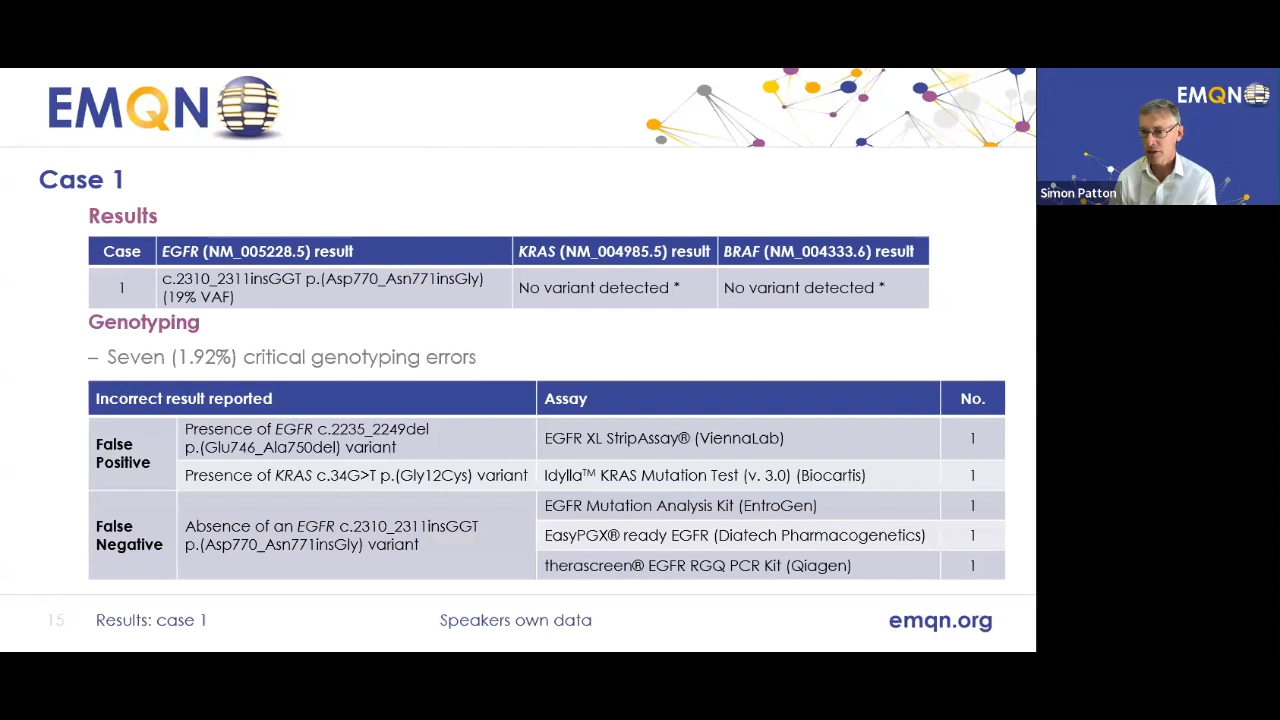 EMQN
EMQN
Simon Patton
Case 1
Results
Case EGFR (NM_005228.5) result KRAS (NM_004985.5) result BRAF (NM_004333.6) result
1 c.2310_2311insGGT p.(Asp770_Asn771insGly) (19% VAF) No variant detected * No variant detected *
Genotyping
– Seven (1.92%) critical genotyping errors
Incorrect result reported Assay No.
False Positive Presence of EGFR c.2235_2249del p.(Glu746_Ala750del) variant EGFR XL StripAssay® (ViennaLab) 1
Presence of KRAS c.34G>T p.(Gly12Cys) variant Idylla™ KRAS Mutation Test (v. 3.0) (Biocartis) 1
False Negative Absence of an EGFR c.2310_2311insGGT p.(Asp770_Asn771insGly) variant EGFR Mutation Analysis Kit (EntroGen) 1
EasyPGX® ready EGFR (Diatech Pharmacogenetics) 1
therascreen® EGFR RGQ PCR Kit (Qiagen) 1
15 Results: case 1 Speakers own data emqn.org